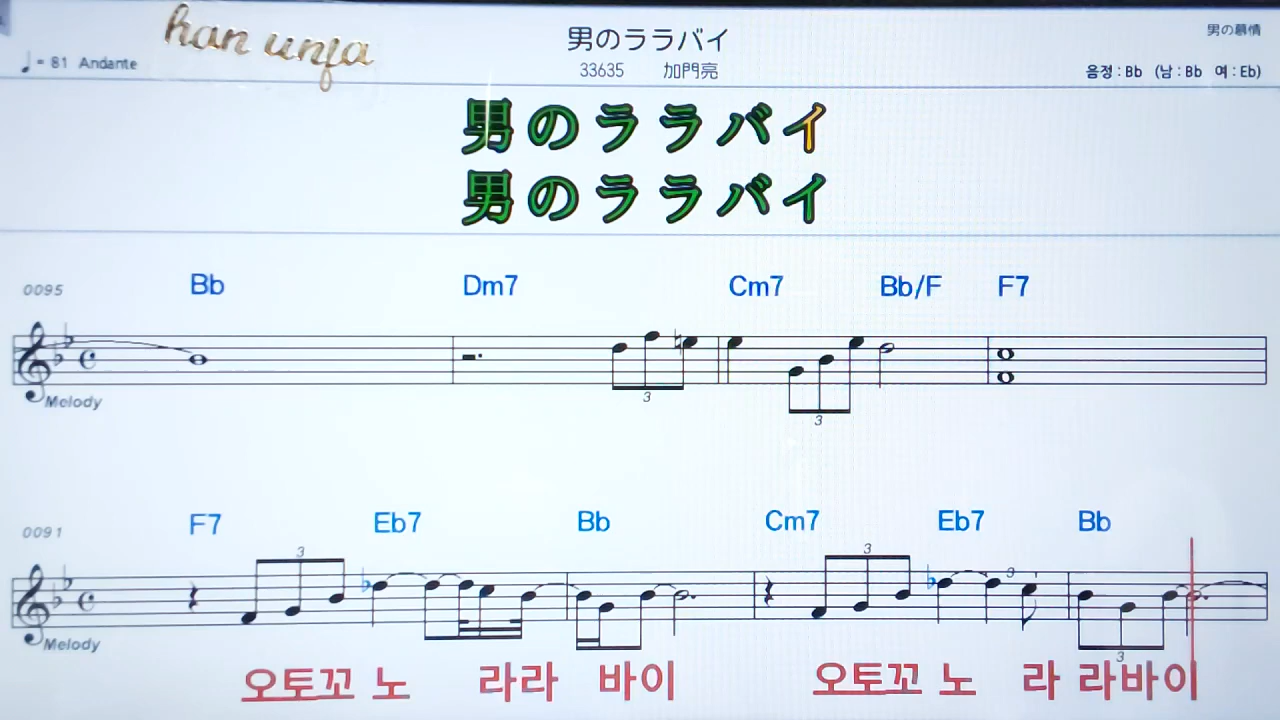 han unja
男のララバイ
男の慕情
♩= 81 Andante
33635 加門亮
음정 : Bb (남 : Bb 여 : Eb)
男のララバイ
男のララバイ
0095 Bb Dm7 Cm7 Bb/F F7
3 3
Melody
0091 F7 Eb7 Bb Cm7 Eb7 Bb
3 3 3
Melody
3
오토꼬 노 라라 바이 오토꼬 노 라 라바이